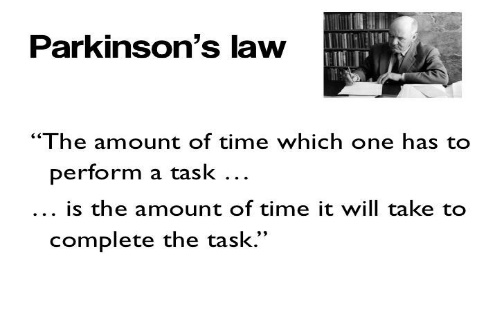 Parkinson’s law
“The amount of time which one has to
perform a task …
… is the amount of time it will take to
complete the task.”